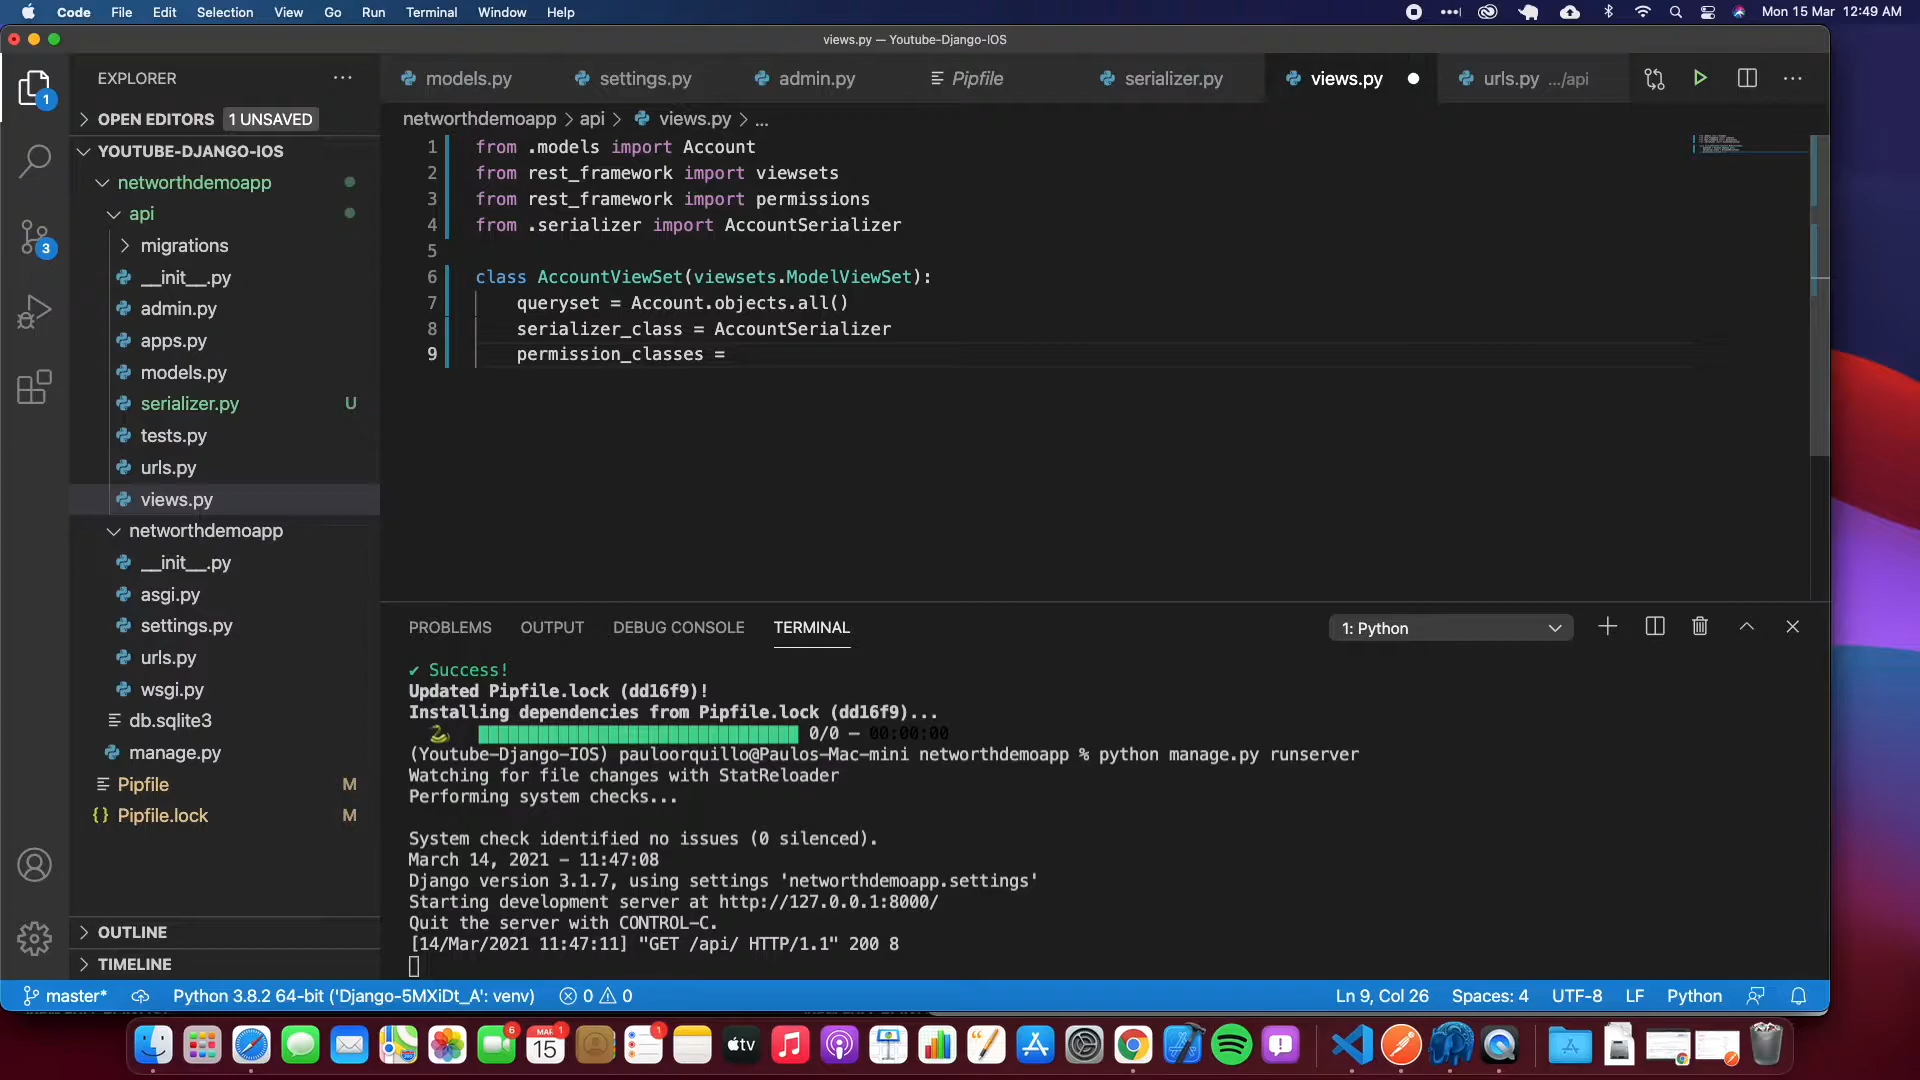 Code File Edit Selection View Go Run Terminal Window Help Mon 15 Mar 12:49 AM
views.py — Youtube-Django-IOS
EXPLORER
models.py settings.py admin.py Pipfile serializer.py views.py urls.py .../api
1
OPEN EDITORS 1 UNSAVED
networthdemoapp > api > views.py > ...
YOUTUBE-DJANGO-IOS
networthdemoapp
api
migrations
__init__.py
admin.py
apps.py
models.py
serializer.py U
tests.py
urls.py
views.py
networthdemoapp
__init__.py
asgi.py
settings.py
urls.py
wsgi.py
db.sqlite3
manage.py
Pipfile M
Pipfile.lock M
OUTLINE
TIMELINE
3
1 from .models import Account
2 from rest_framework import viewsets
3 from rest_framework import permissions
4 from .serializer import AccountSerializer
5
6 class AccountViewSet(viewsets.ModelViewSet):
7 queryset = Account.objects.all()
8 serializer_class = AccountSerializer
9 permission_classes =
PROBLEMS OUTPUT DEBUG CONSOLE TERMINAL 1: Python
✔ Success!
Updated Pipfile.lock (dd16f9)!
Installing dependencies from Pipfile.lock (dd16f9)...
0/0 — 00:00:00
(Youtube-Django-IOS) pauloorquillo@Paulos-Mac-mini networthdemoapp % python manage.py runserver
Watching for file changes with StatReloader
Performing system checks...
System check identified no issues (0 silenced).
March 14, 2021 - 11:47:08
Django version 3.1.7, using settings 'networthdemoapp.settings'
Starting development server at http://127.0.0.1:8000/
Quit the server with CONTROL-C.
[14/Mar/2021 11:47:11] "GET /api/ HTTP/1.1" 200 8
master* Python 3.8.2 64-bit ('Django-5MXiDt_A': venv) 0 0 Ln 9, Col 26 Spaces: 4 UTF-8 LF Python
6 MAR 1 15 1 tv